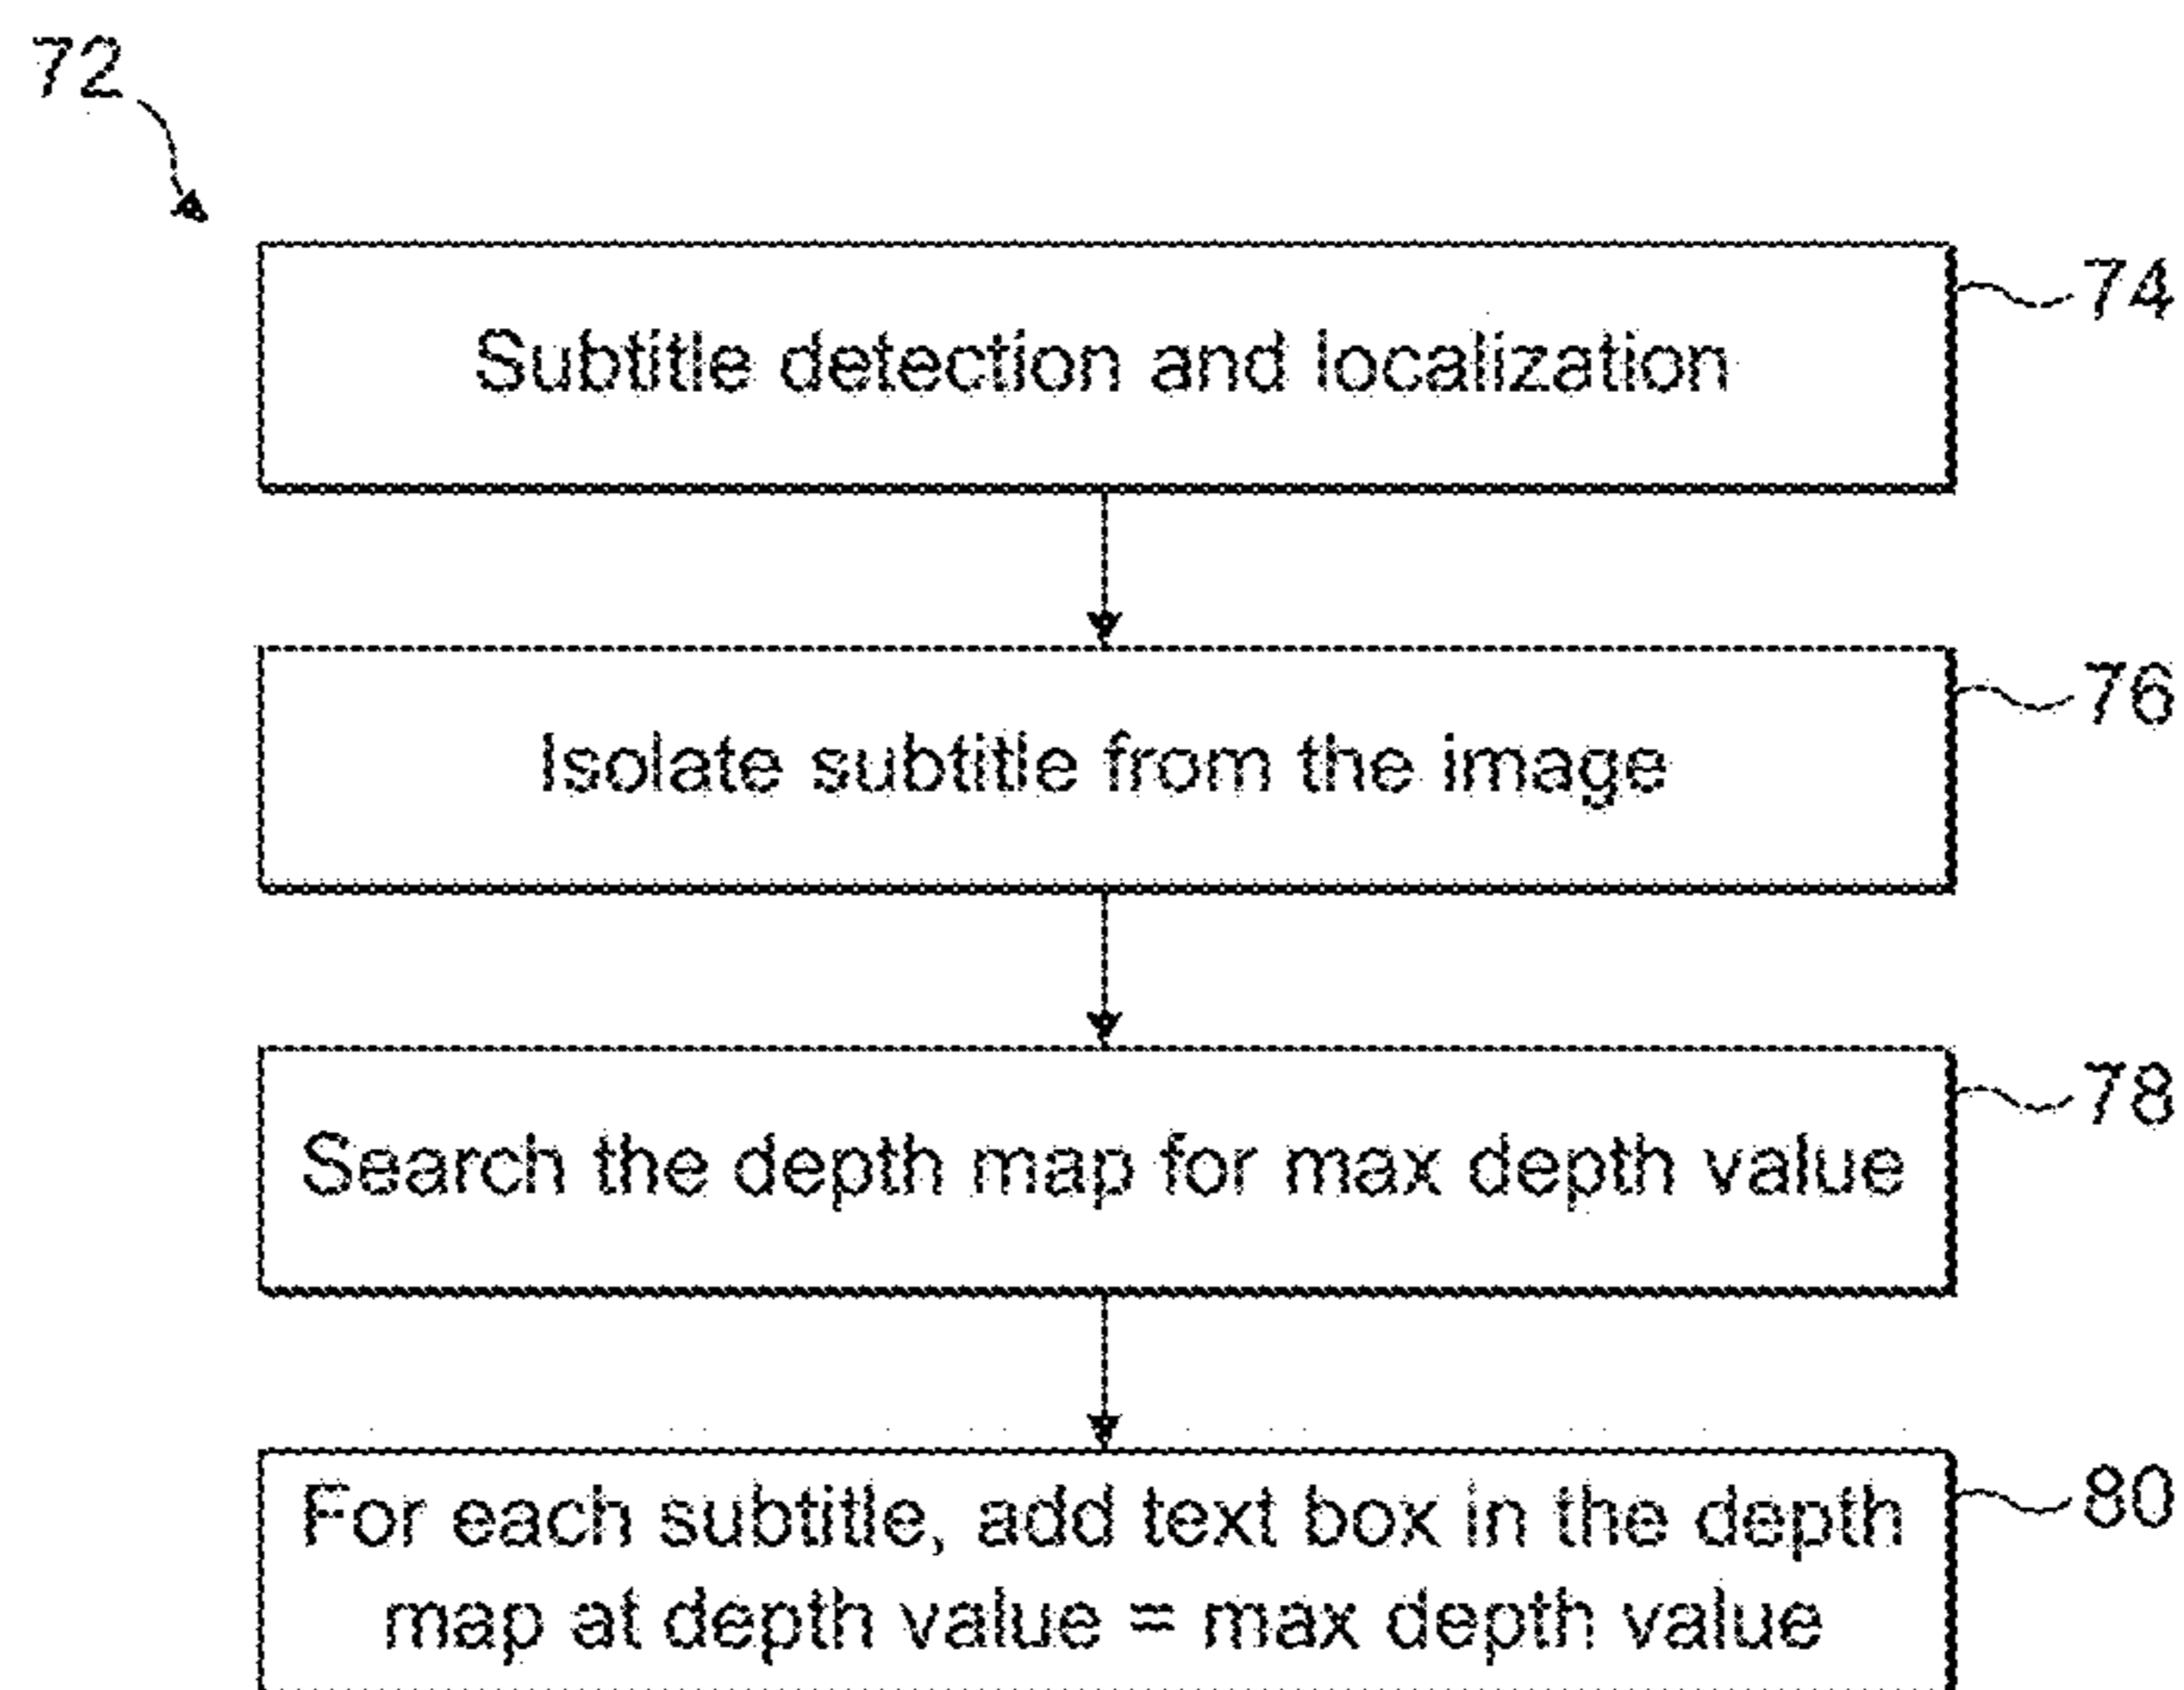 72
Subtitle detection and localization
74
Isolate subtitle from the image
76
Search the depth map for max depth value
78
For each subtitle, add text box in the depth
80
map at depth value = max depth value